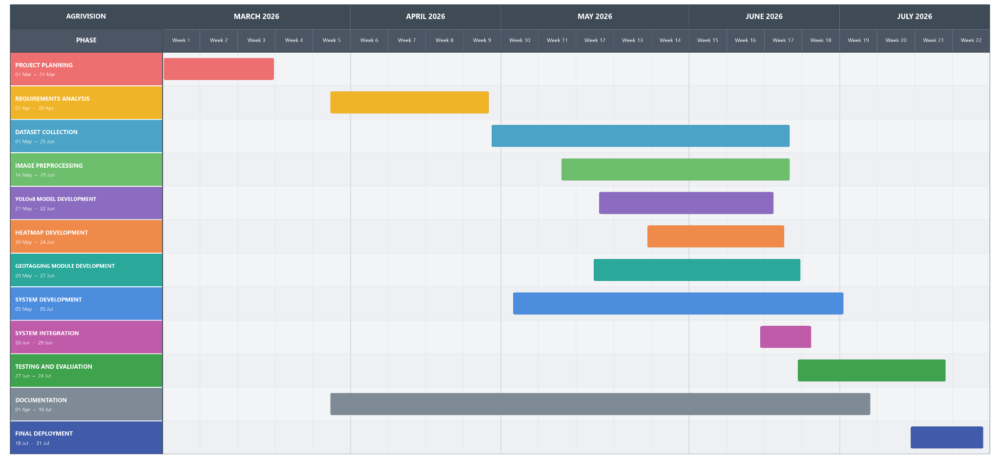 AGRIVISION MARCH 2026 APRIL 2026 MAY 2026 JUNE 2026 JULY 2026
PHASE Week 1 Week 2 Week 3 Week 4 Week 5 Week 6 Week 7 Week 8 Week 9 Week 10 Week 11 Week 12 Week 13 Week 14 Week 15 Week 16 Week 17 Week 18 Week 19 Week 20 Week 21 Week 22
PROJECT PLANNING
01 Mar – 21 Mar
REQUIREMENTS ANALYSIS
01 Apr – 30 Apr
DATASET COLLECTION
01 May – 25 Jun
IMAGE PREPROCESSING
14 May – 25 Jun
YOLOv8 MODEL DEVELOPMENT
21 May – 22 Jun
HEATMAP DEVELOPMENT
30 May – 24 Jun
GEOTAGGING MODULE DEVELOPMENT
20 May – 27 Jun
SYSTEM DEVELOPMENT
05 May – 05 Jul
SYSTEM INTEGRATION
20 Jun – 29 Jun
TESTING AND EVALUATION
27 Jun – 24 Jul
DOCUMENTATION
01 Apr – 10 Jul
FINAL DEPLOYMENT
18 Jul – 31 Jul